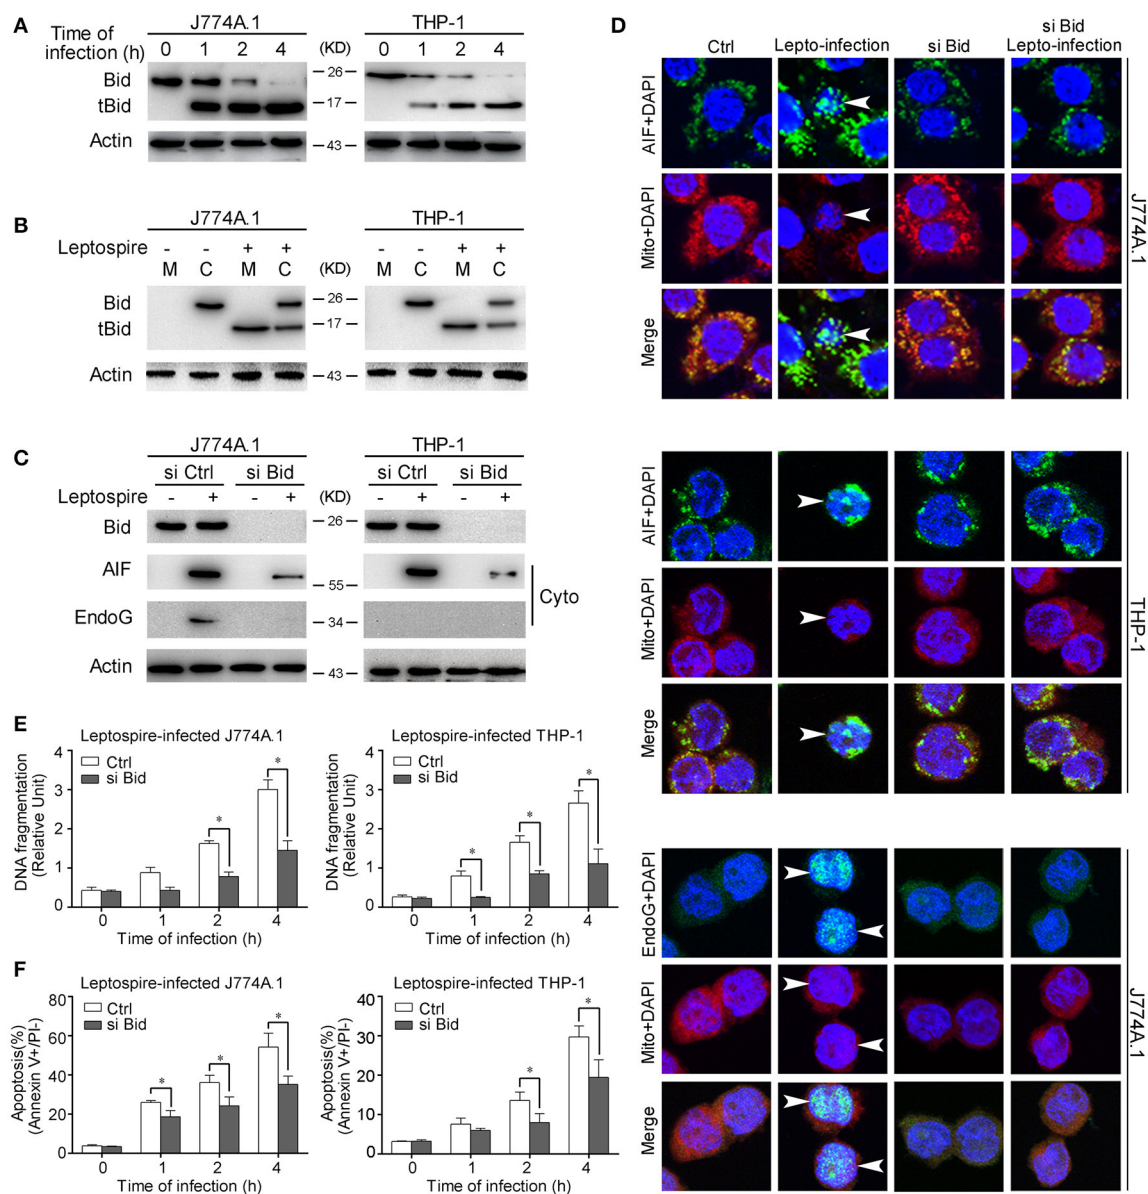 A
J774A.1 THP-1
Time of infection (h) 0 1 2 4 (KD) 0 1 2 4
Bid 26
tBid 17
Actin 43
B
J774A.1 THP-1
Leptospire - - + + - - + +
M C M C (KD) M C M C
Bid 26
tBid 17
Actin 43
C
J774A.1 THP-1
si Ctrl si Bid si Ctrl si Bid
Leptospire - + - + (KD) - + - +
Bid 26
AIF 55
EndoG 34
Cyto
Actin 43
D
Ctrl Lepto-infection si Bid si Bid Lepto-infection
AIF+DAPI
Mito+DAPI
Merge
J774A.1
AIF+DAPI
Mito+DAPI
Merge
THP-1
EndoG+DAPI
Mito+DAPI
Merge
J774A.1
E
Leptospire-infected J774A.1
Ctrl
si Bid
DNA fragmentation
(Relative Unit)
4
3
2
1
0
* *
0 1 2 4
Time of infection (h)
Leptospire-infected THP-1
Ctrl
si Bid
DNA fragmentation
(Relative Unit)
4
3
2
1
0
* * *
0 1 2 4
Time of infection (h)
F
Leptospire-infected J774A.1
Ctrl
si Bid
Apoptosis(%)
(Annexin V+/PI-)
80
60
40
20
0
* * *
0 1 2 4
Time of infection (h)
Leptospire-infected THP-1
Ctrl
si Bid
Apoptosis(%)
(Annexin V+/PI-)
40
30
20
10
0
* *
0 1 2 4
Time of infection (h)